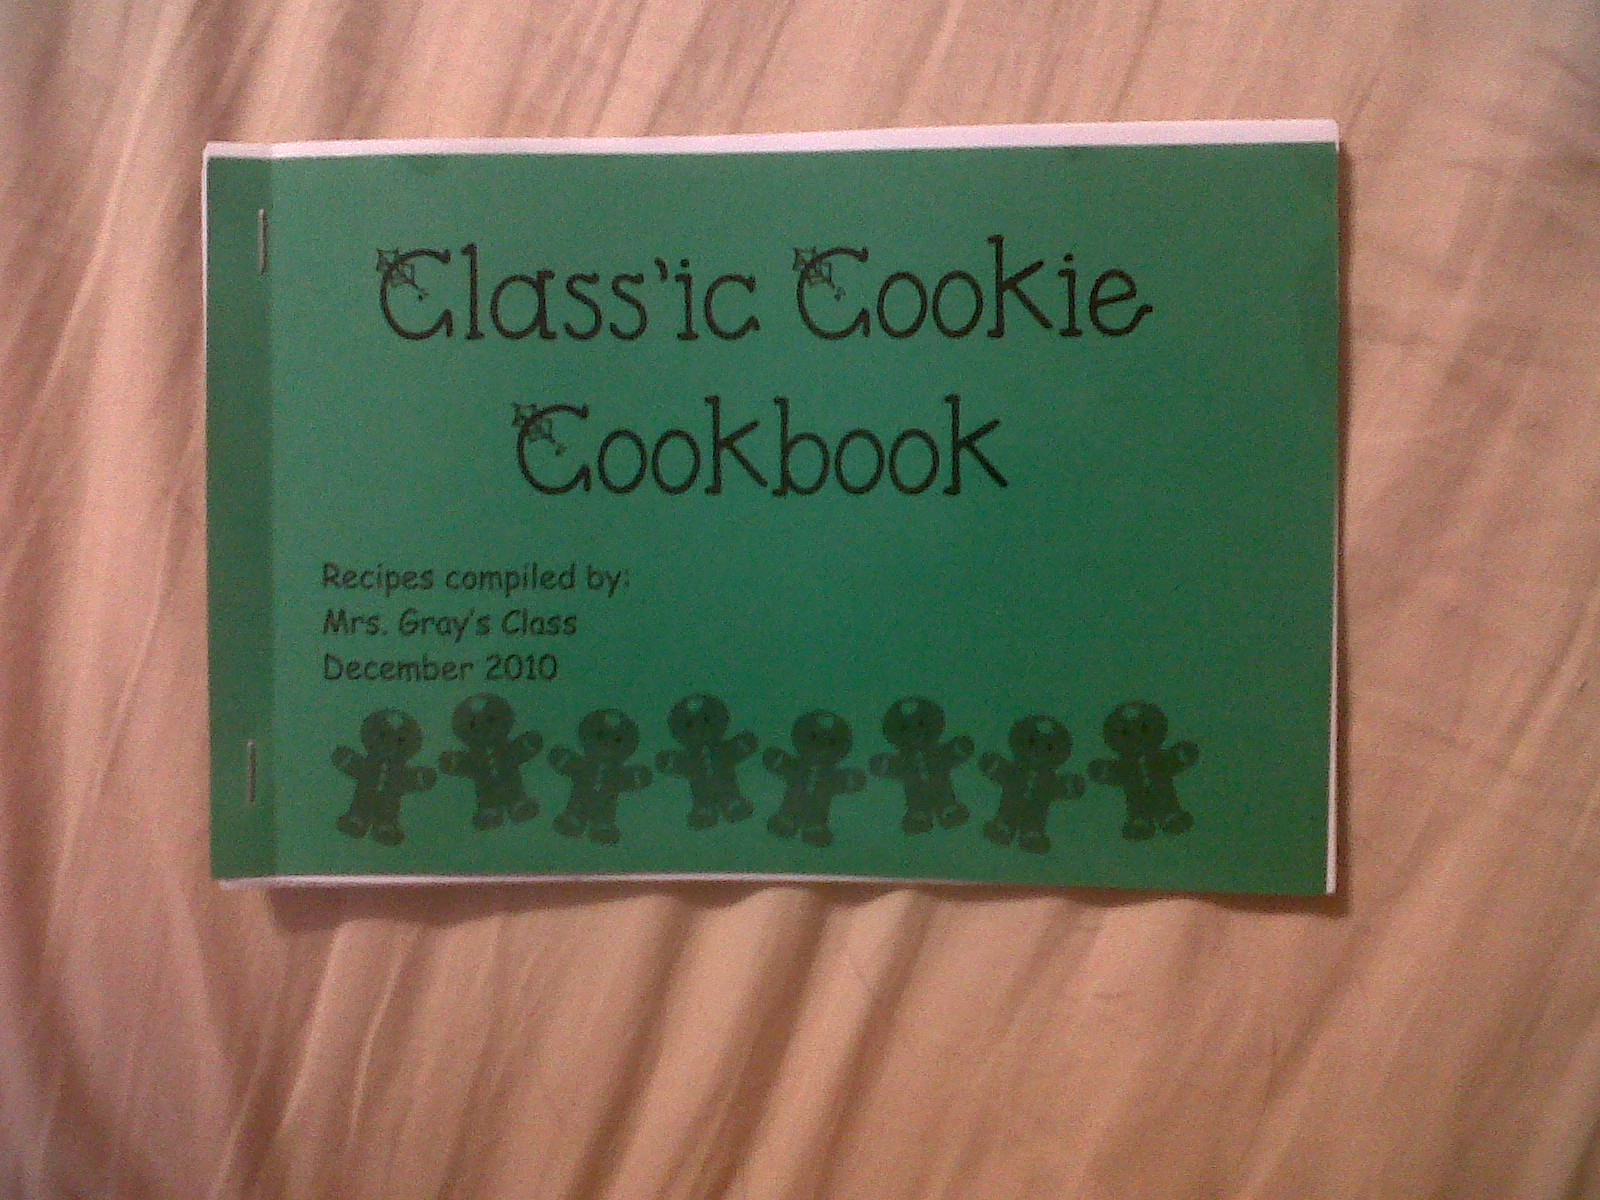 Class'ic Cookie
Cookbook
Recipes compiled by:
Mrs. Gray's Class
December 2010